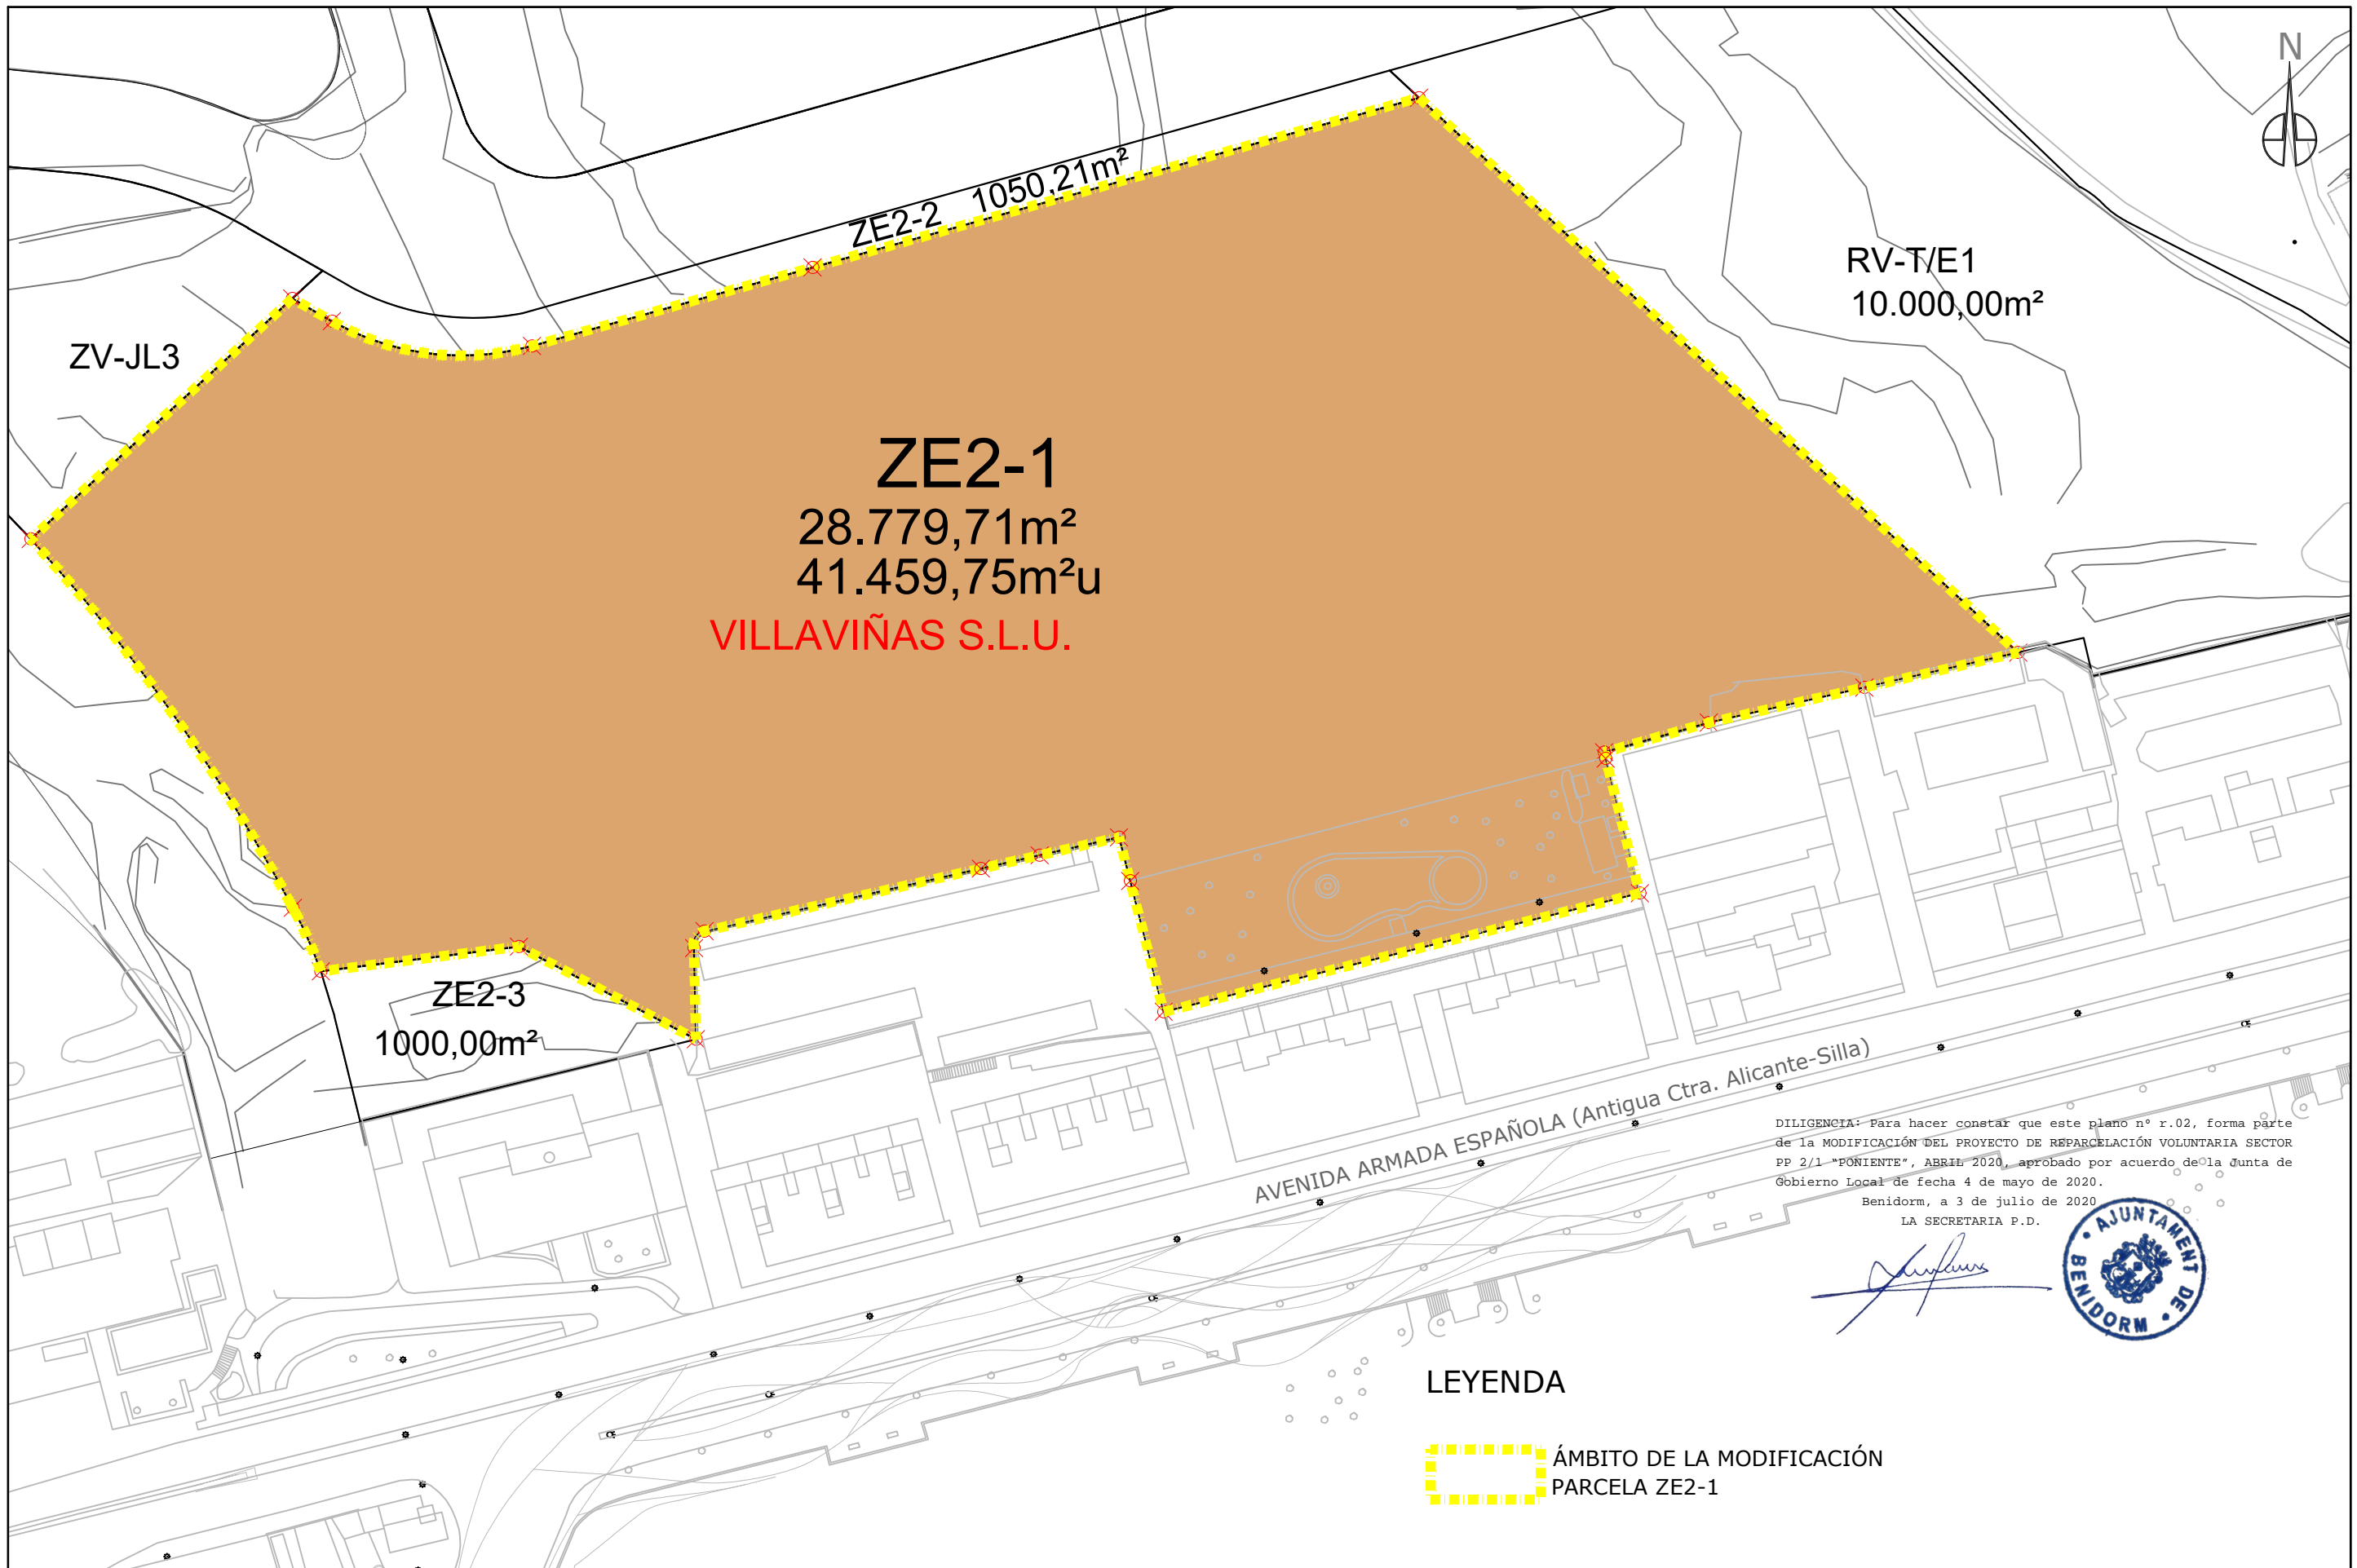 N
ZE2-2 1050,21m²
RV-T/E1
10.000,00m²
ZV-JL3
ZE2-1
28.779,71m²
41.459,75m²u
VILLAVIÑAS S.L.U.
ZE2-3
1000,00m²
AVENIDA ARMADA ESPAÑOLA (Antigua Ctra. Alicante-Silla)
DILIGENCIA: Para hacer constar que este plano nº r.02, forma parte
de la MODIFICACIÓN DEL PROYECTO DE REPARCELACIÓN VOLUNTARIA SECTOR
PP 2/1 "PONIENTE", ABRIL 2020, aprobado por acuerdo de la Junta de
Gobierno Local de fecha 4 de mayo de 2020.
Benidorm, a 3 de julio de 2020
LA SECRETARIA P.D.
AJUNTAMENT DE BENIDORM
LEYENDA
ÁMBITO DE LA MODIFICACIÓN
PARCELA ZE2-1